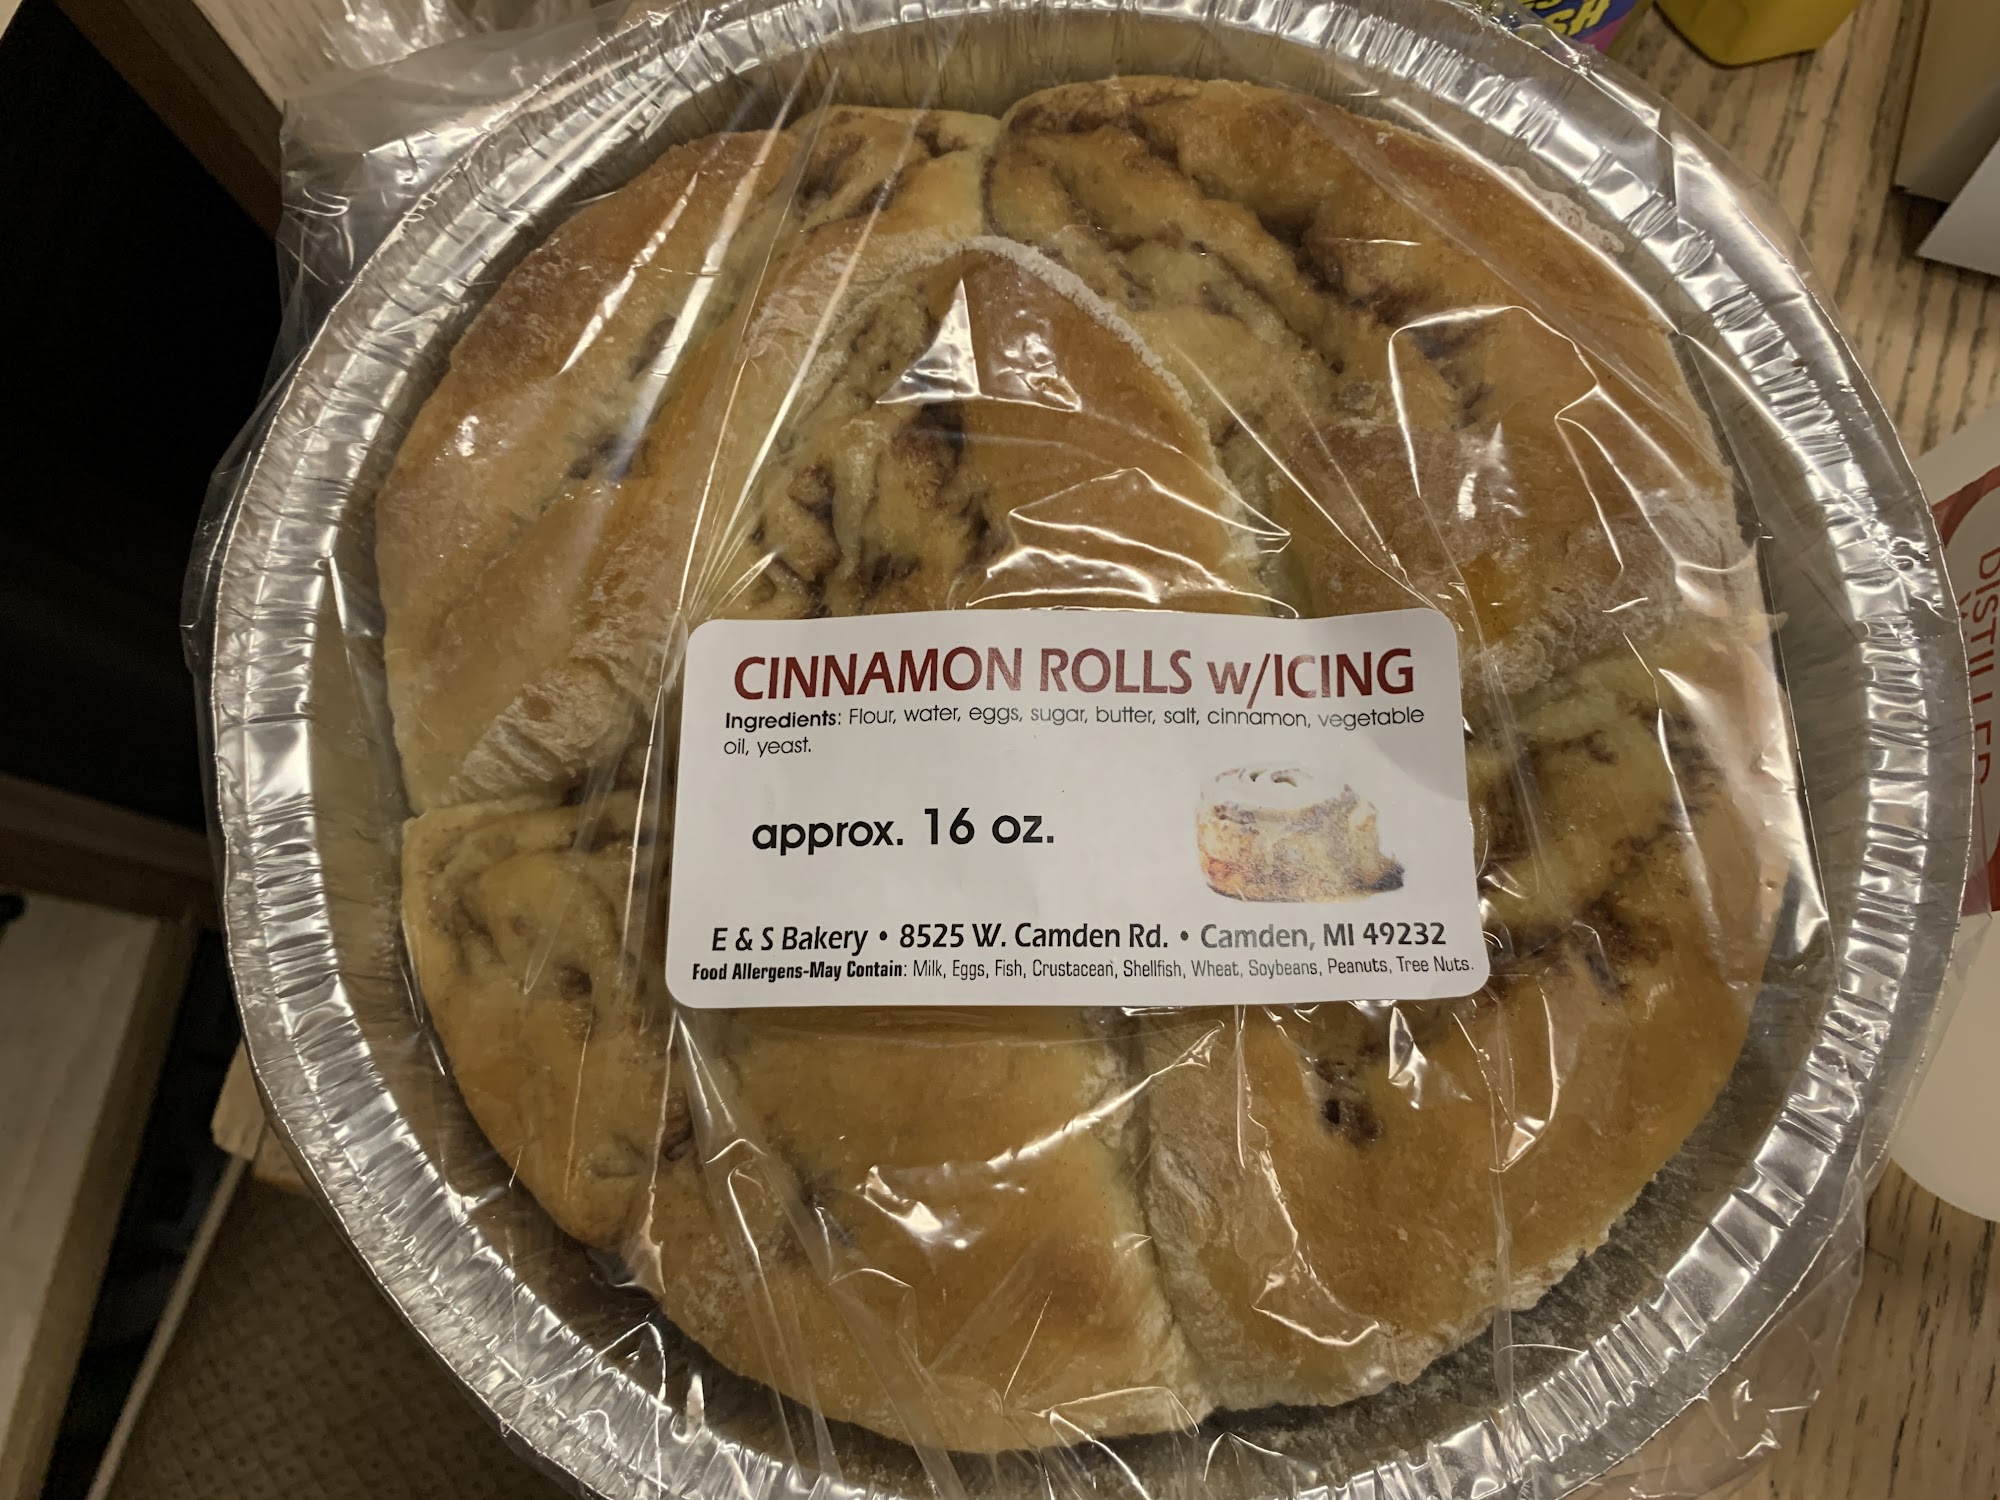 CINNAMON ROLLS w/ICING
Ingredients: Flour, water, eggs, sugar, butter, salt, cinnamon, vegetable
oil, yeast.
approx. 16 oz.
E & S Bakery • 8525 W. Camden Rd. • Camden, MI 49232
Food Allergens-May Contain: Milk, Eggs, Fish, Crustacean, Shellfish, Wheat, Soybeans, Peanuts, Tree Nuts.